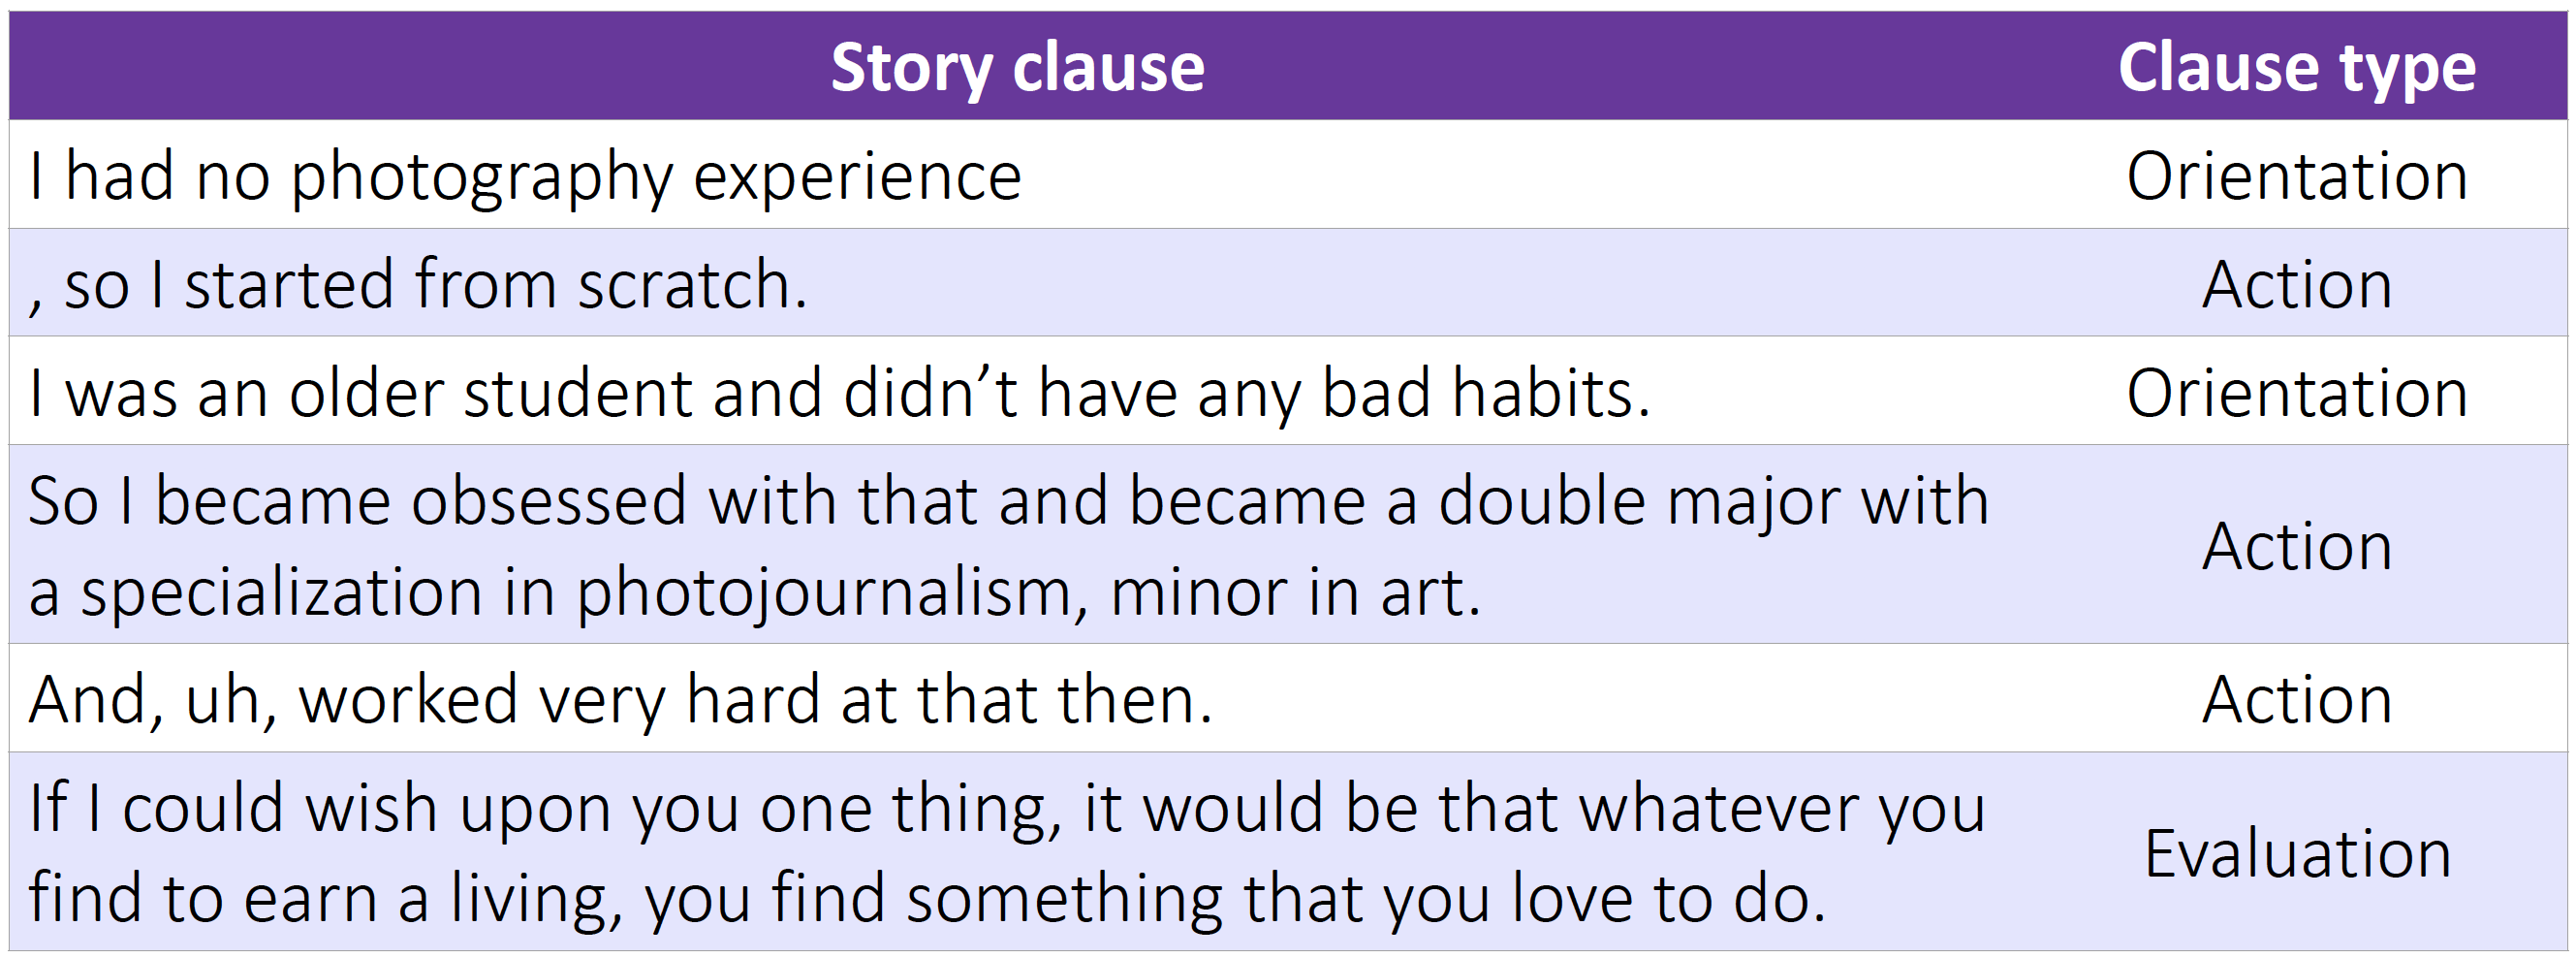 Story clause Clause type
I had no photography experience Orientation
, so I started from scratch. Action
I was an older student and didn’t have any bad habits. Orientation
So I became obsessed with that and became a double major with
a specialization in photojournalism, minor in art.
Action
And, uh, worked very hard at that then. Action
If I could wish upon you one thing, it would be that whatever you
find to earn a living, you find something that you love to do.
Evaluation